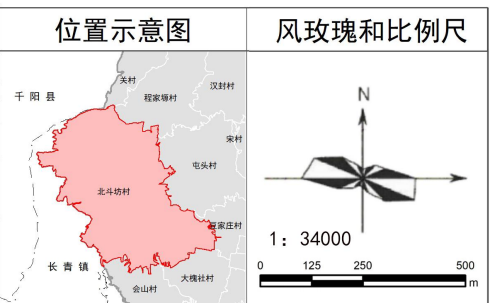 位置示意图
风玫瑰和比例尺
关村
汉封村
千阳县
程家塬村
宋村
屯头村
北斗坊村
豆家庄村
长青镇
大槐社村
会山村
N
1：34000
0 125 250 500
m